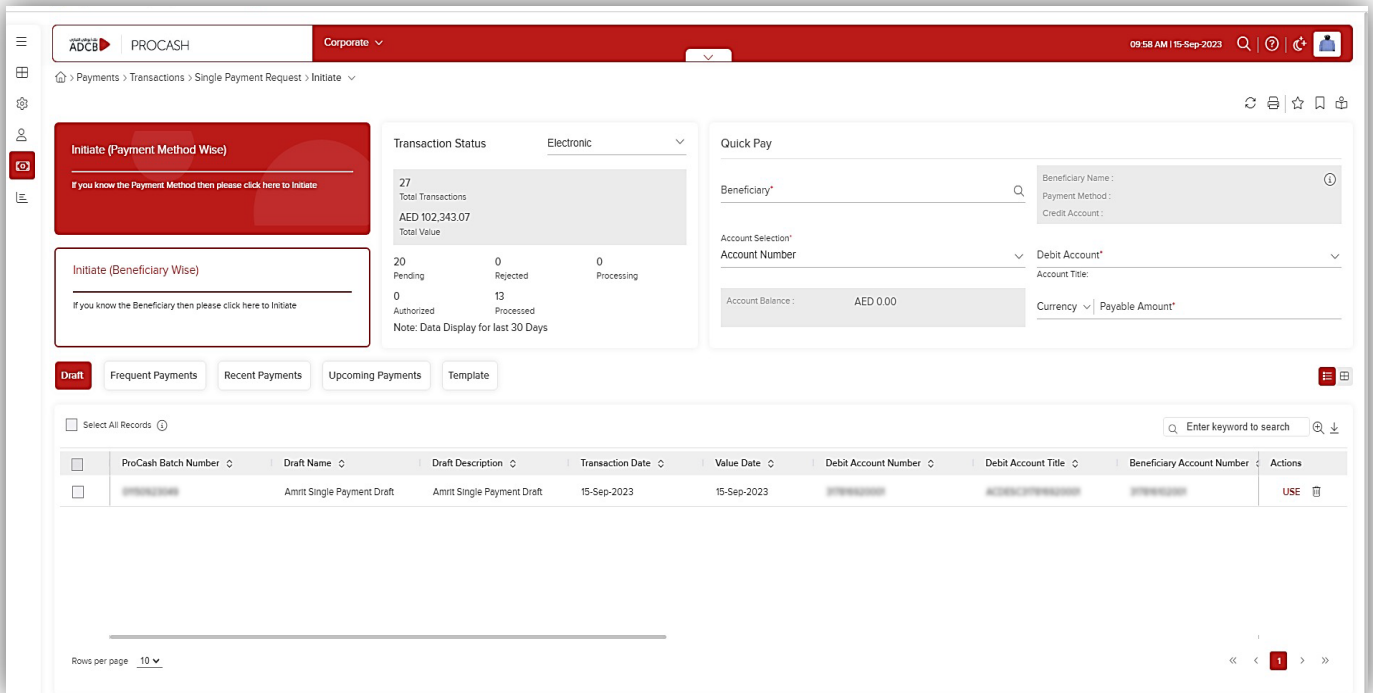 بنك أبوظبي التجاري
ADCB
PROCASH
Corporate
09:58 AM | 15-Sep-2023
> Payments > Transactions > Single Payment Request > Initiate
Initiate (Payment Method Wise)
If you know the Payment Method then please click here to Initiate
Initiate (Beneficiary Wise)
If you know the Beneficiary then please click here to Initiate
Transaction Status
Electronic
27
Total Transactions
AED 102,343.07
Total Value
20 0 0
Pending Rejected Processing
0 13
Authorized Processed
Note: Data Display for last 30 Days
Quick Pay
Beneficiary*
Beneficiary Name :
Payment Method :
Credit Account :
Account Selection*
Account Number
Debit Account*
Account Title:
Account Balance : AED 0.00
Currency Payable Amount*
Draft Frequent Payments Recent Payments Upcoming Payments Template
Select All Records
Enter keyword to search
ProCash Batch Number Draft Name Draft Description Transaction Date Value Date Debit Account Number Debit Account Title Beneficiary Account Number Actions
Amrit Single Payment Draft Amrit Single Payment Draft 15-Sep-2023 15-Sep-2023 USE
Rows per page 10
« < 1 > »